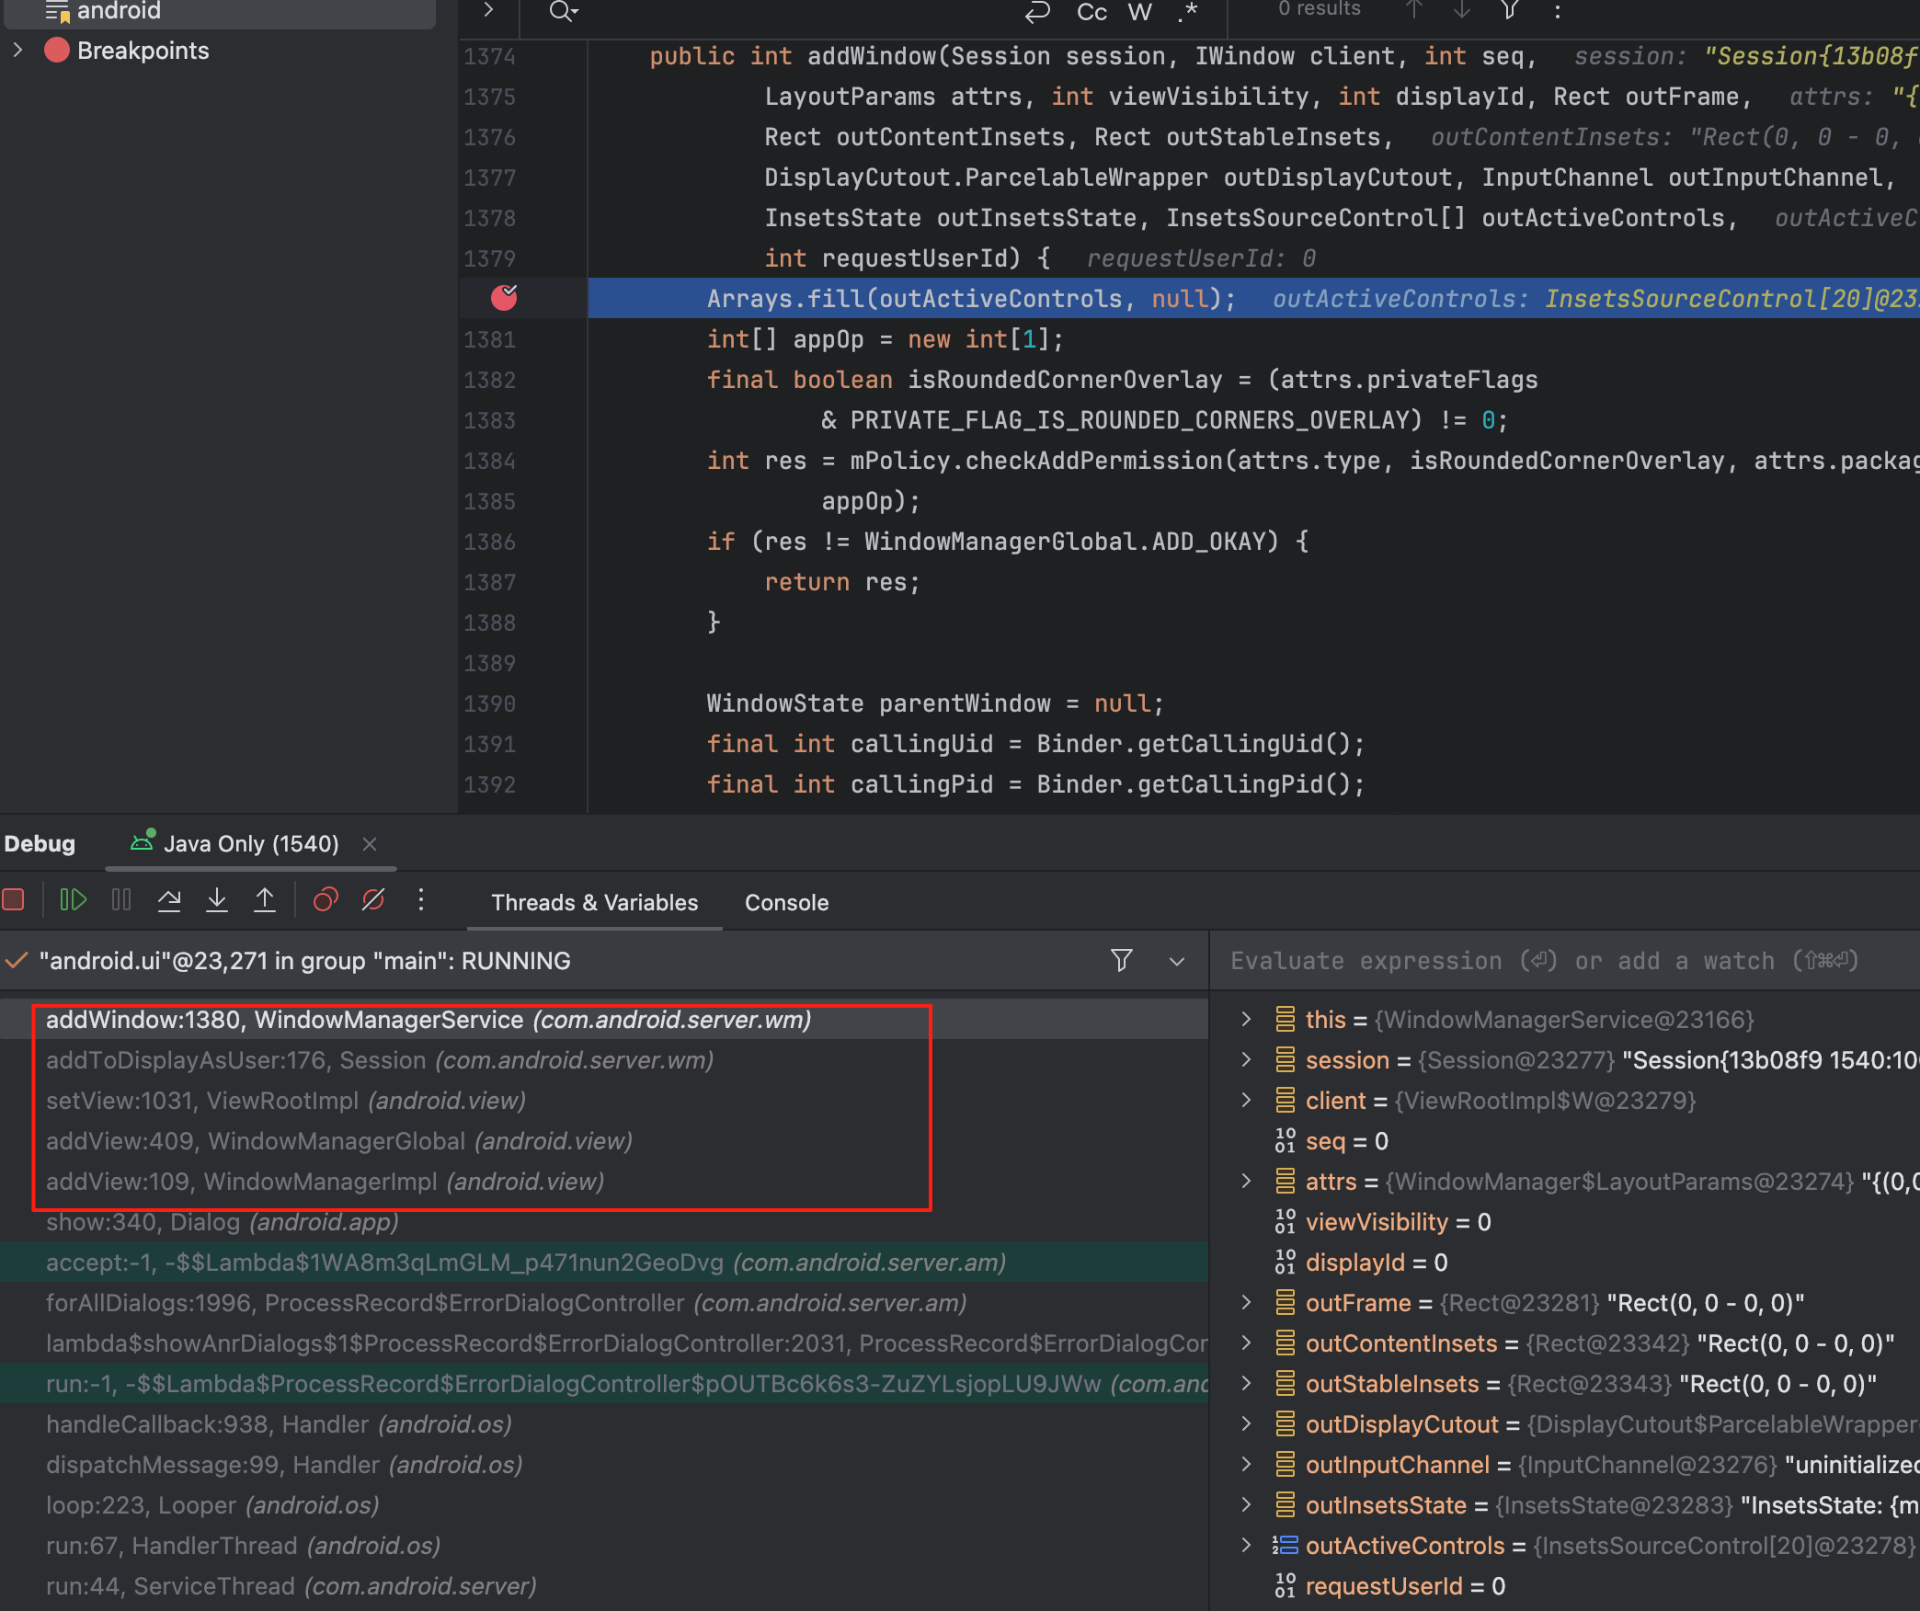 android
Breakpoints
Cc W .* 0 results
1374 public int addWindow(Session session, IWindow client, int seq, session: "Session{13b08f
1375 LayoutParams attrs, int viewVisibility, int displayId, Rect outFrame, attrs: "{
1376 Rect outContentInsets, Rect outStableInsets, outContentInsets: "Rect(0, 0 - 0,
1377 DisplayCutout.ParcelableWrapper outDisplayCutout, InputChannel outInputChannel,
1378 InsetsState outInsetsState, InsetsSourceControl[] outActiveControls, outActiveC
1379 int requestUserId) { requestUserId: 0
Arrays.fill(outActiveControls, null); outActiveControls: InsetsSourceControl[20]@23
1381 int[] appOp = new int[1];
1382 final boolean isRoundedCornerOverlay = (attrs.privateFlags
1383 & PRIVATE_FLAG_IS_ROUNDED_CORNERS_OVERLAY) != 0;
1384 int res = mPolicy.checkAddPermission(attrs.type, isRoundedCornerOverlay, attrs.packag
1385 appOp);
1386 if (res != WindowManagerGlobal.ADD_OKAY) {
1387 return res;
1388 }
1389
1390 WindowState parentWindow = null;
1391 final int callingUid = Binder.getCallingUid();
1392 final int callingPid = Binder.getCallingPid();
Debug Java Only (1540)
Threads & Variables Console
"android.ui"@23,271 in group "main": RUNNING
Evaluate expression (⏎) or add a watch (⇧⌘⏎)
addWindow:1380, WindowManagerService (com.android.server.wm)
addToDisplayAsUser:176, Session (com.android.server.wm)
setView:1031, ViewRootImpl (android.view)
addView:409, WindowManagerGlobal (android.view)
addView:109, WindowManagerImpl (android.view)
show:340, Dialog (android.app)
accept:-1, -$$Lambda$1WA8m3qLmGLM_p471nun2GeoDvg (com.android.server.am)
forAllDialogs:1996, ProcessRecord$ErrorDialogController (com.android.server.am)
lambda$showAnrDialogs$1$ProcessRecord$ErrorDialogController:2031, ProcessRecord$ErrorDialogCor
run:-1, -$$Lambda$ProcessRecord$ErrorDialogController$pOUTBc6k6s3-ZuZYLsjopLU9JWw (com.and
handleCallback:938, Handler (android.os)
dispatchMessage:99, Handler (android.os)
loop:223, Looper (android.os)
run:67, HandlerThread (android.os)
run:44, ServiceThread (com.android.server)
this = {WindowManagerService@23166}
session = {Session@23277} "Session{13b08f9 1540:10
client = {ViewRootImpl$W@23279}
seq = 0
attrs = {WindowManager$LayoutParams@23274} "{(0,0
viewVisibility = 0
displayId = 0
outFrame = {Rect@23281} "Rect(0, 0 - 0, 0)"
outContentInsets = {Rect@23342} "Rect(0, 0 - 0, 0)"
outStableInsets = {Rect@23343} "Rect(0, 0 - 0, 0)"
outDisplayCutout = {DisplayCutout$ParcelableWrapper
outInputChannel = {InputChannel@23276} "uninitialized
outInsetsState = {InsetsState@23283} "InsetsState: {m
outActiveControls = {InsetsSourceControl[20]@23278}
requestUserId = 0